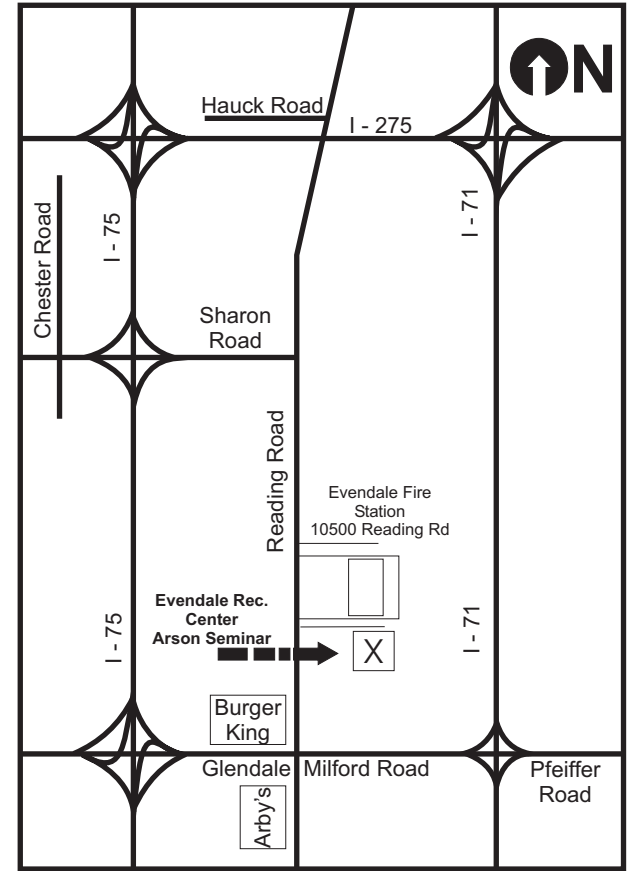 N
Hauck Road
I - 275
Chester Road
I - 75
I - 71
Sharon
Road
Reading Road
Evendale Fire
Station
10500 Reading Rd
Evendale Rec.
Center
Arson Seminar
X
I - 75
I - 71
Burger
King
Glendale Milford Road
Pfeiffer
Road
Arby's